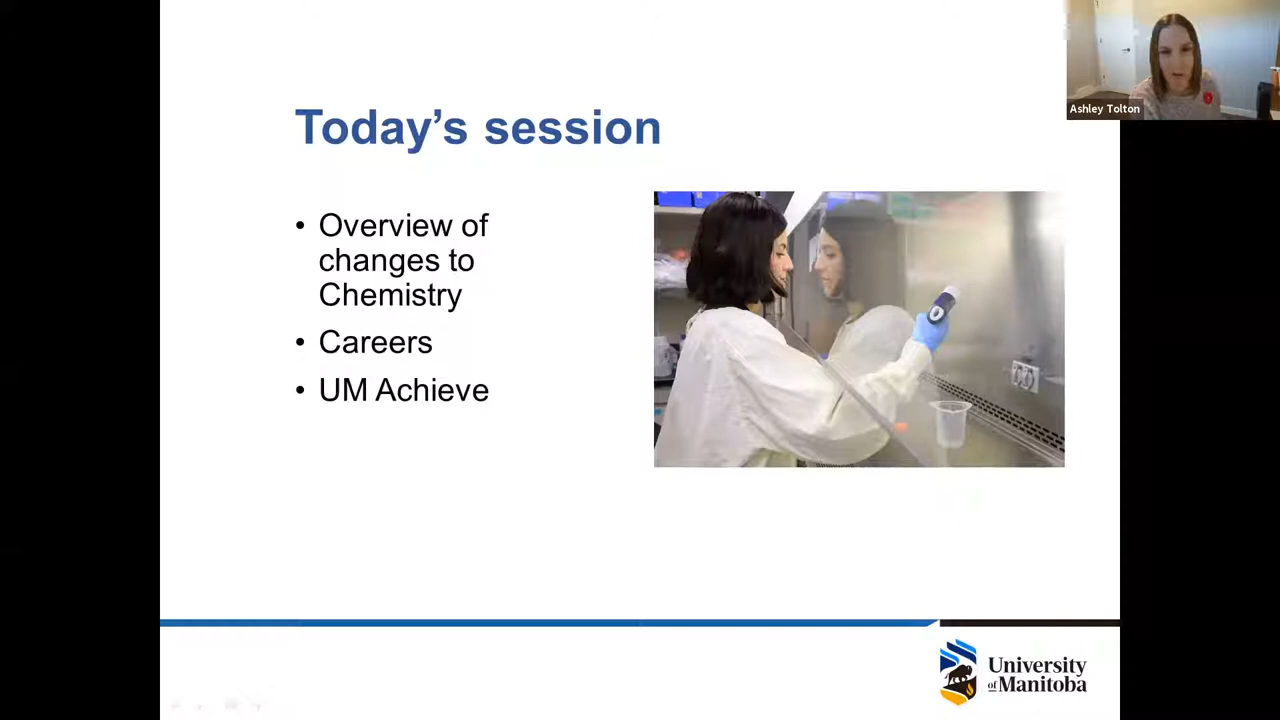 Today’s session
• Overview of
changes to
Chemistry
• Careers
• UM Achieve
Ashley Tolton
University
of Manitoba